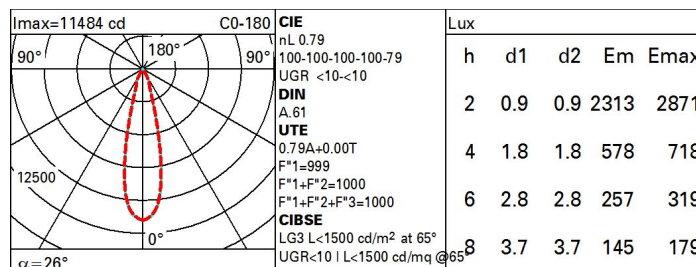 Imax=11484 cd C0-180
90° 180° 90°
12500
0°
α=26°
CIE
nL 0.79
100-100-100-100-79
UGR <10-<10
DIN
A.61
UTE
0.79A+0.00T
F"1=999
F"1+F"2=1000
F"1+F"2+F"3=1000
CIBSE
LG3 L<1500 cd/m² at 65°
UGR<10 | L<1500 cd/mq @65°
Lux
h d1 d2 Em Emax
2 0.9 0.9 2313 2871
4 1.8 1.8 578 718
6 2.8 2.8 257 319
8 3.7 3.7 145 179